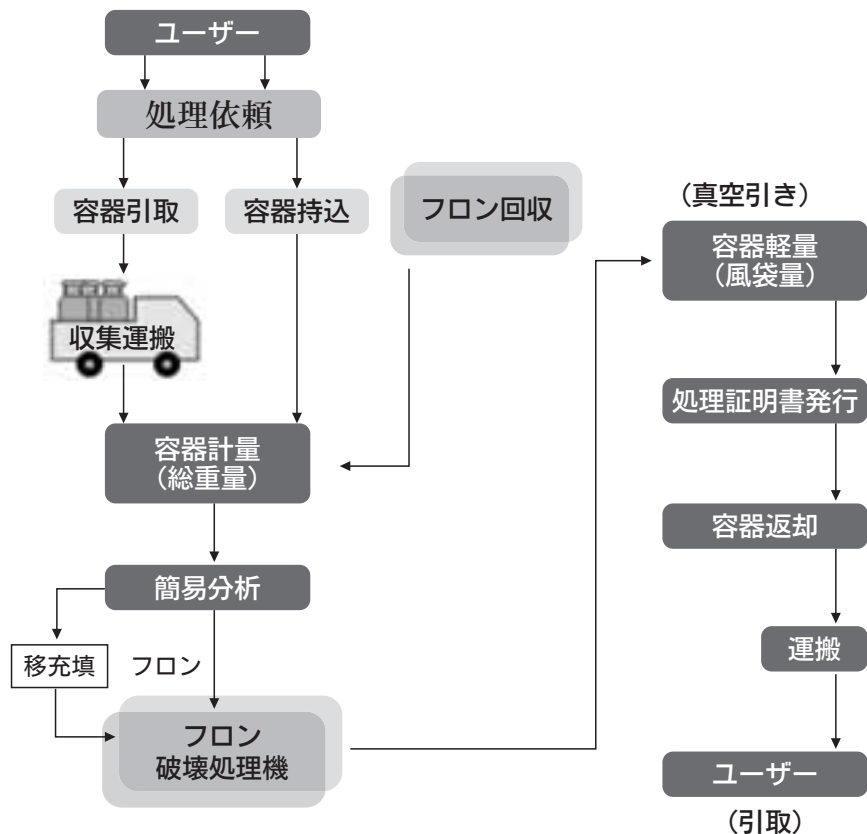 ユーザー
処理依頼
容器引取
容器持込
フロン回収
収集運搬
容器計量
（総重量）
簡易分析
移充填
フロン
フロン
破壊処理機
（真空引き）
容器軽量
（風袋量）
処理証明書発行
容器返却
運搬
ユーザー
（引取）